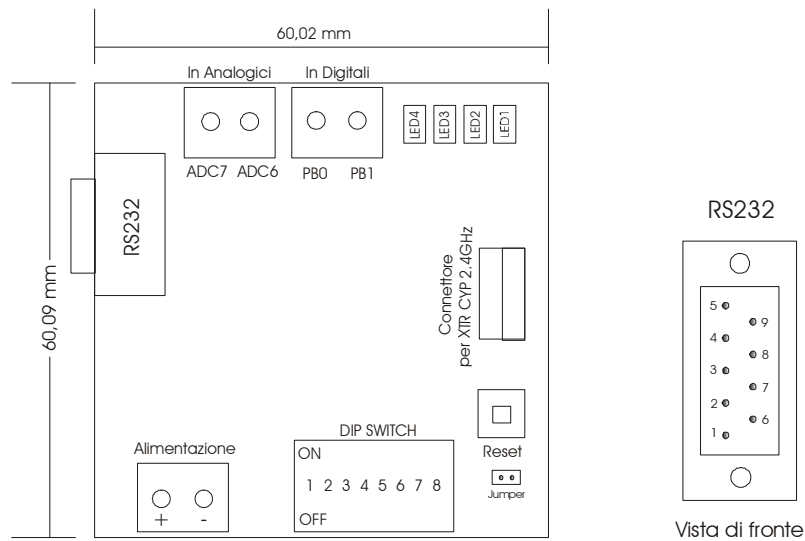 60,02 mm
In Analogici
In Digitali
LED4
LED3
LED2
LED1
ADC7
ADC6
PB0
PB1
RS232
60,09 mm
Connettore
per XTR CYP 2.4GHz
Alimentazione
+
-
DIP SWITCH
ON
1 2 3 4 5 6 7 8
OFF
Reset
Jumper
RS232
5
9
4
8
3
7
2
6
1
Vista di fronte